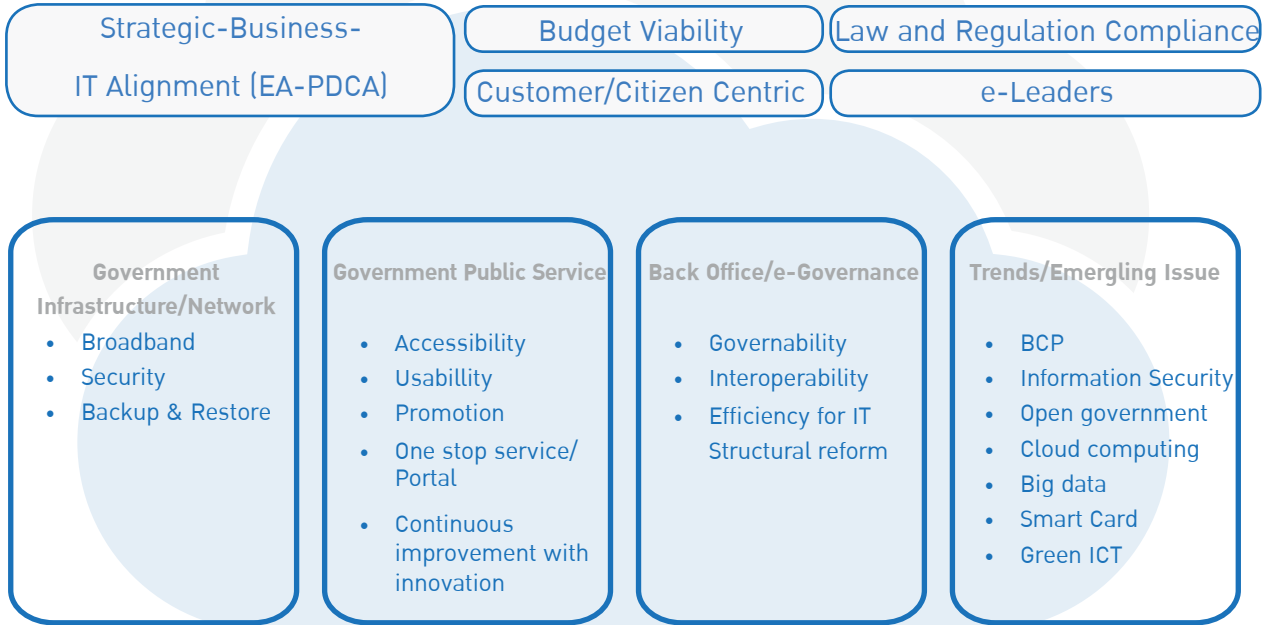 Strategic-Business-
IT Alignment (EA-PDCA)
Budget Viability
Law and Regulation Compliance
Customer/Citizen Centric
e-Leaders
Government
Infrastructure/Network
• Broadband
• Security
• Backup & Restore
Government Public Service
• Accessibility
• Usabillity
• Promotion
• One stop service/
Portal
• Continuous
improvement with
innovation
Back Office/e-Governance
• Governability
• Interoperability
• Efficiency for IT
Structural reform
Trends/Emergling Issue
• BCP
• Information Security
• Open government
• Cloud computing
• Big data
• Smart Card
• Green ICT